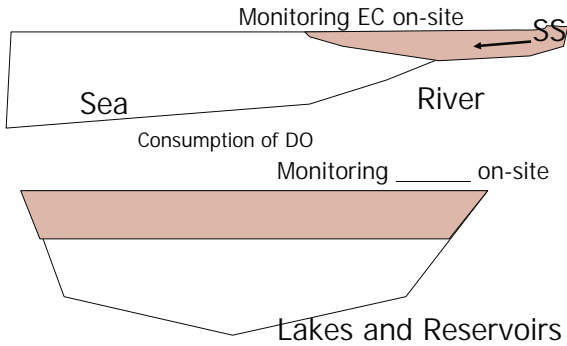 Monitoring EC on-site
SS
Sea
River
Consumption of DO
Monitoring ______ on-site
Lakes and Reservoirs